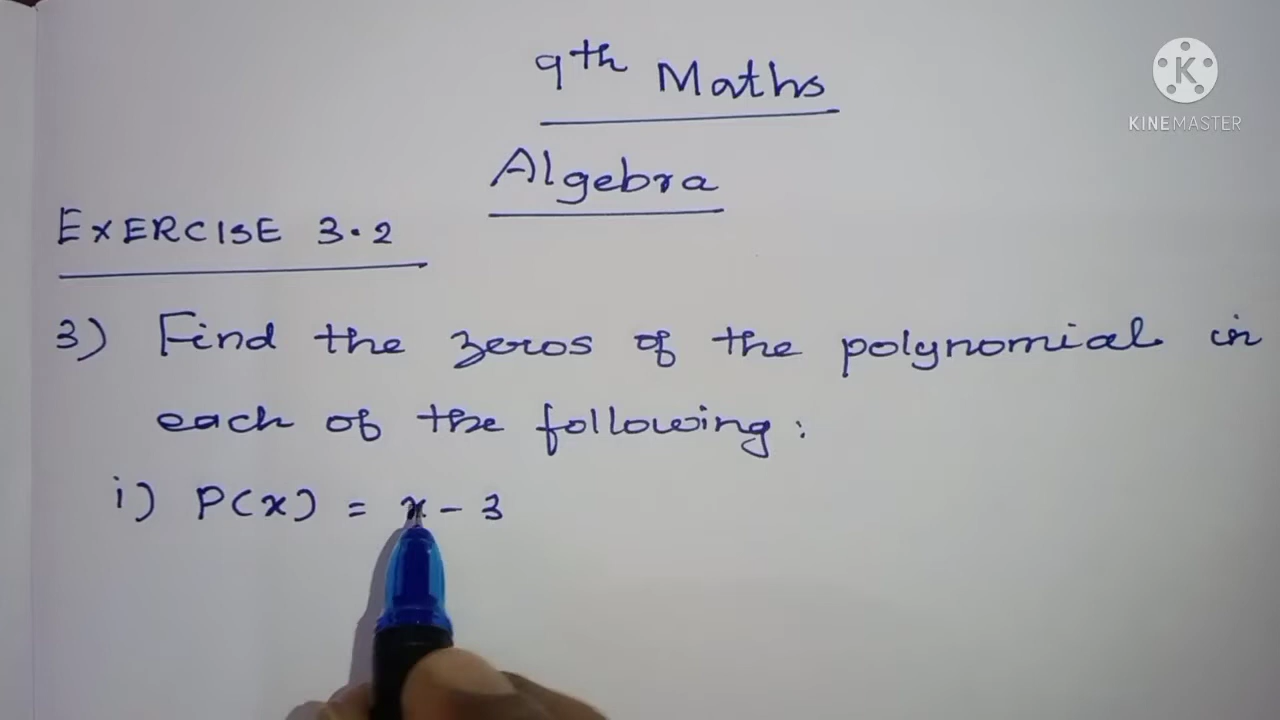 9th Maths
K
KINEMASTER
Algebra
EXERCISE 3.2
3) Find the zeros of the polynomial in
each of the following:
i) P(x) = x - 3